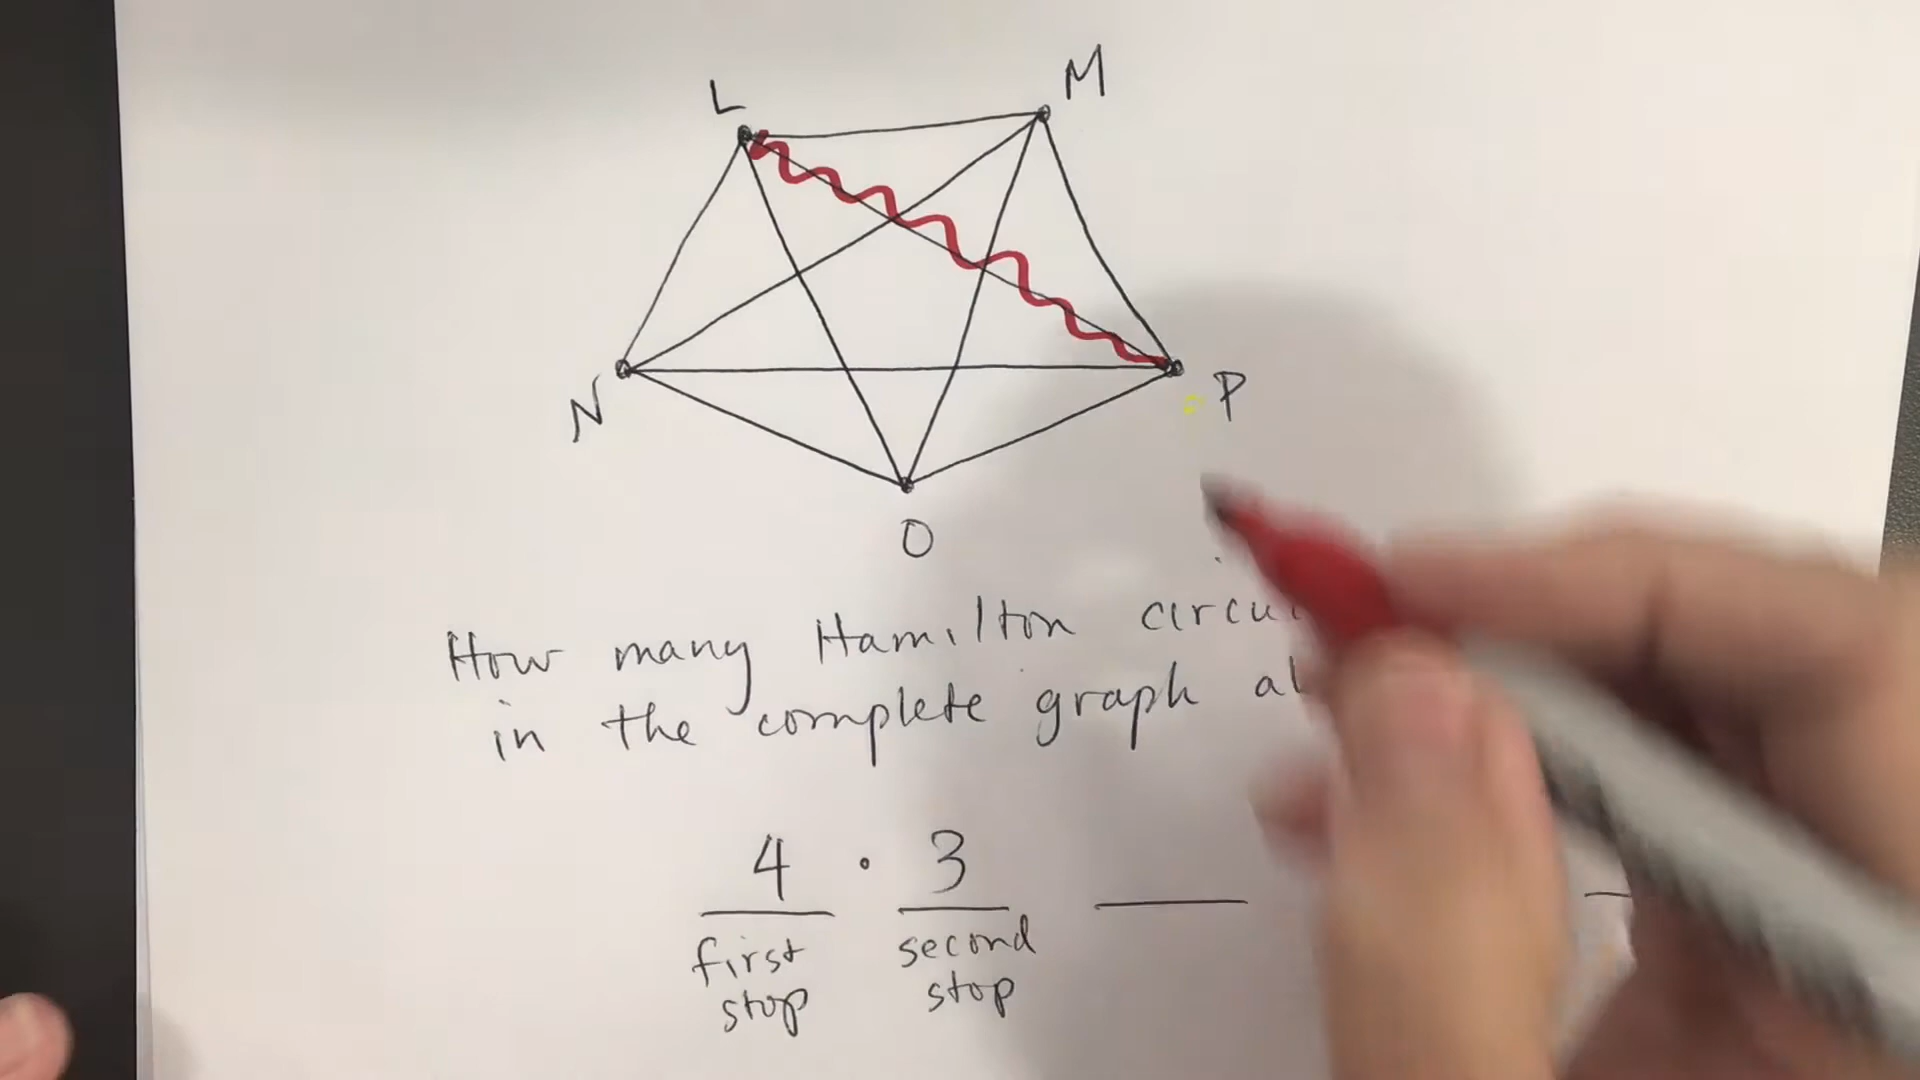 L
M
N
P
O
How many Hamilton
in the complete graph
4 · 3
first second
stop stop